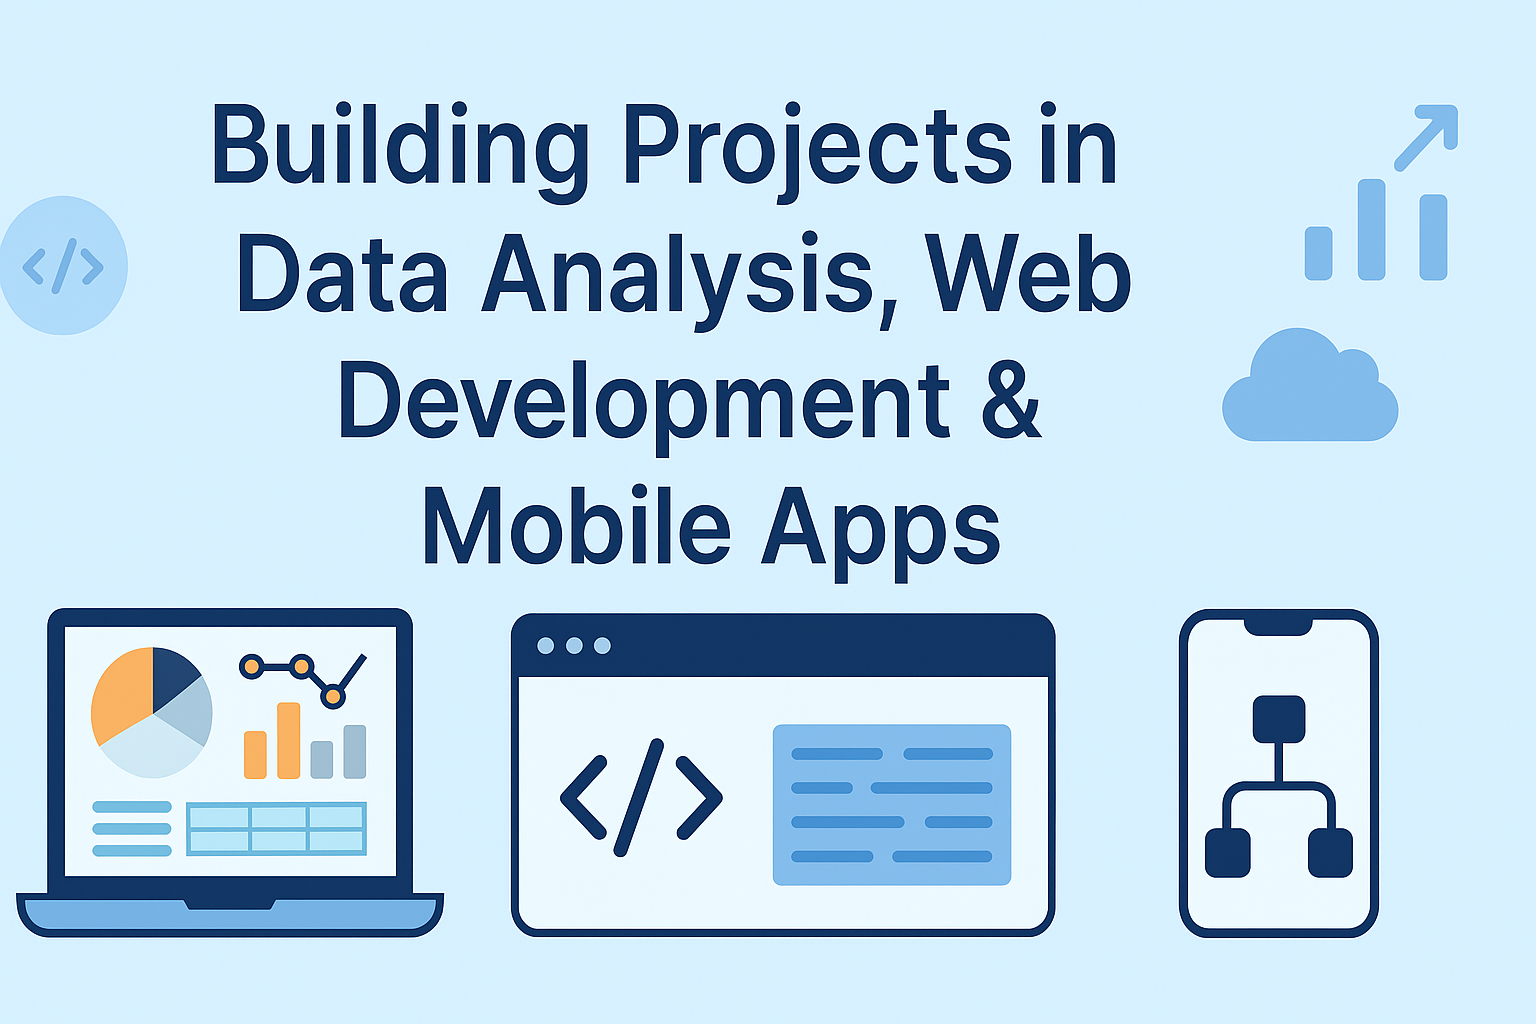 Building Projects in
Data Analysis, Web
Development &
Mobile Apps
</>
</>